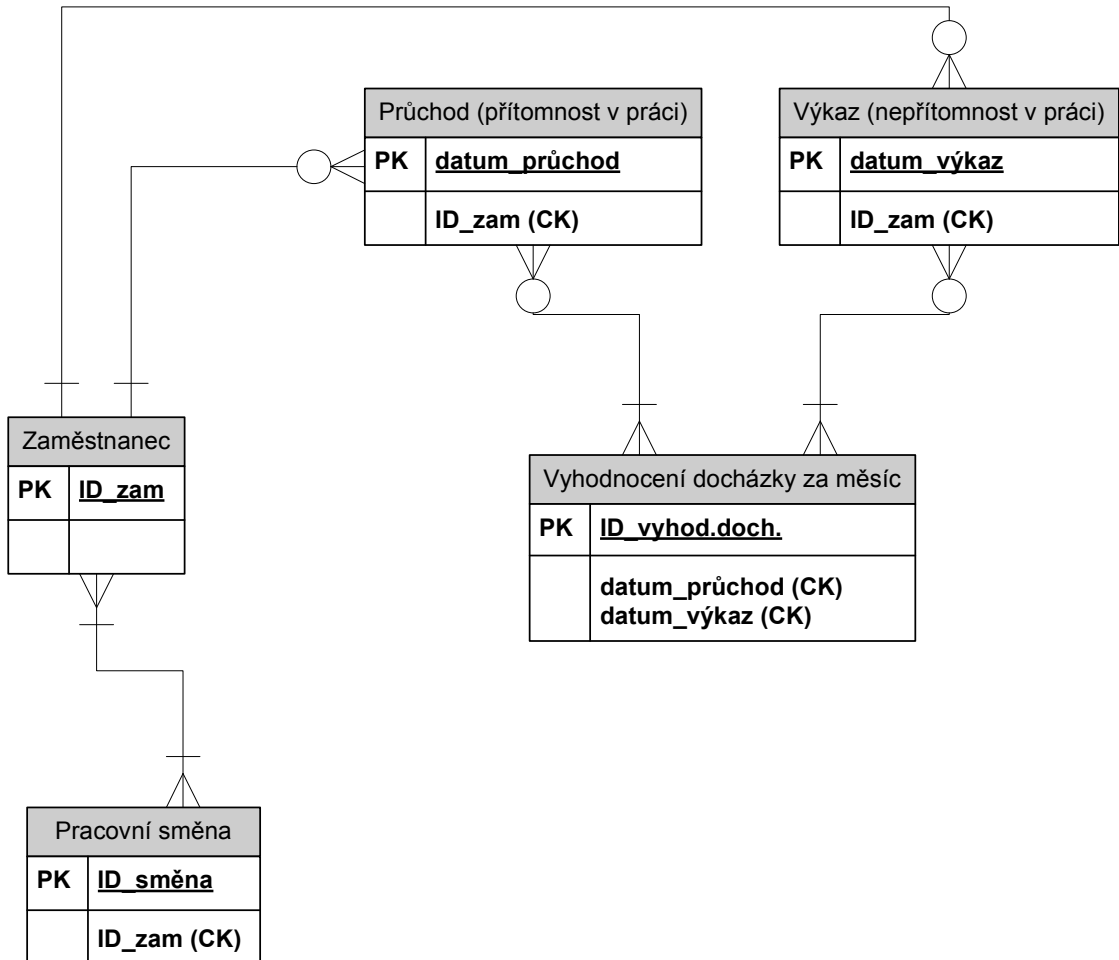 Průchod (přítomnost v práci)
PK datum_průchod
ID_zam (CK)
Výkaz (nepřítomnost v práci)
PK datum_výkaz
ID_zam (CK)
Zaměstnanec
PK ID_zam
Vyhodnocení docházky za měsíc
PK ID_vyhod.doch.
datum_průchod (CK)
datum_výkaz (CK)
Pracovní směna
PK ID_směna
ID_zam (CK)